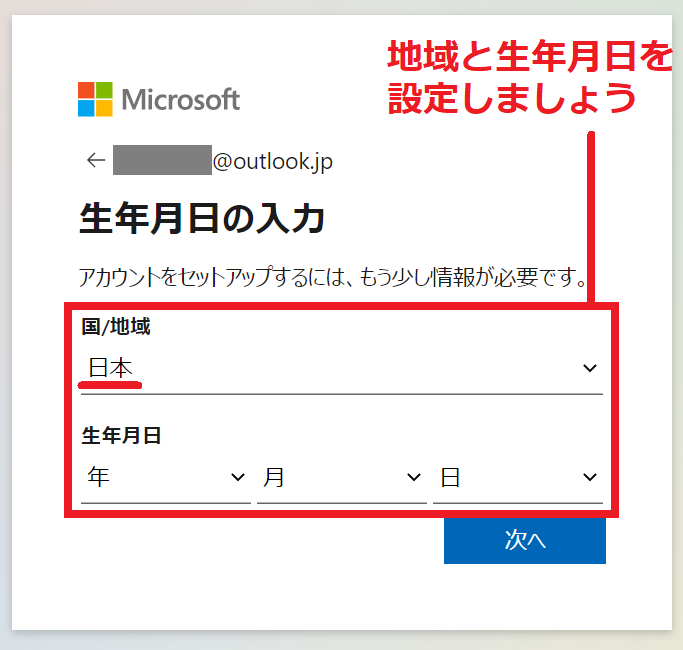 地域と生年月日を
設定しましょう
Microsoft
@outlook.jp
生年月日の入力
アカウントをセットアップするには、もう少し情報が必要です。
国/地域
日本
生年月日
年 月 日
次へ